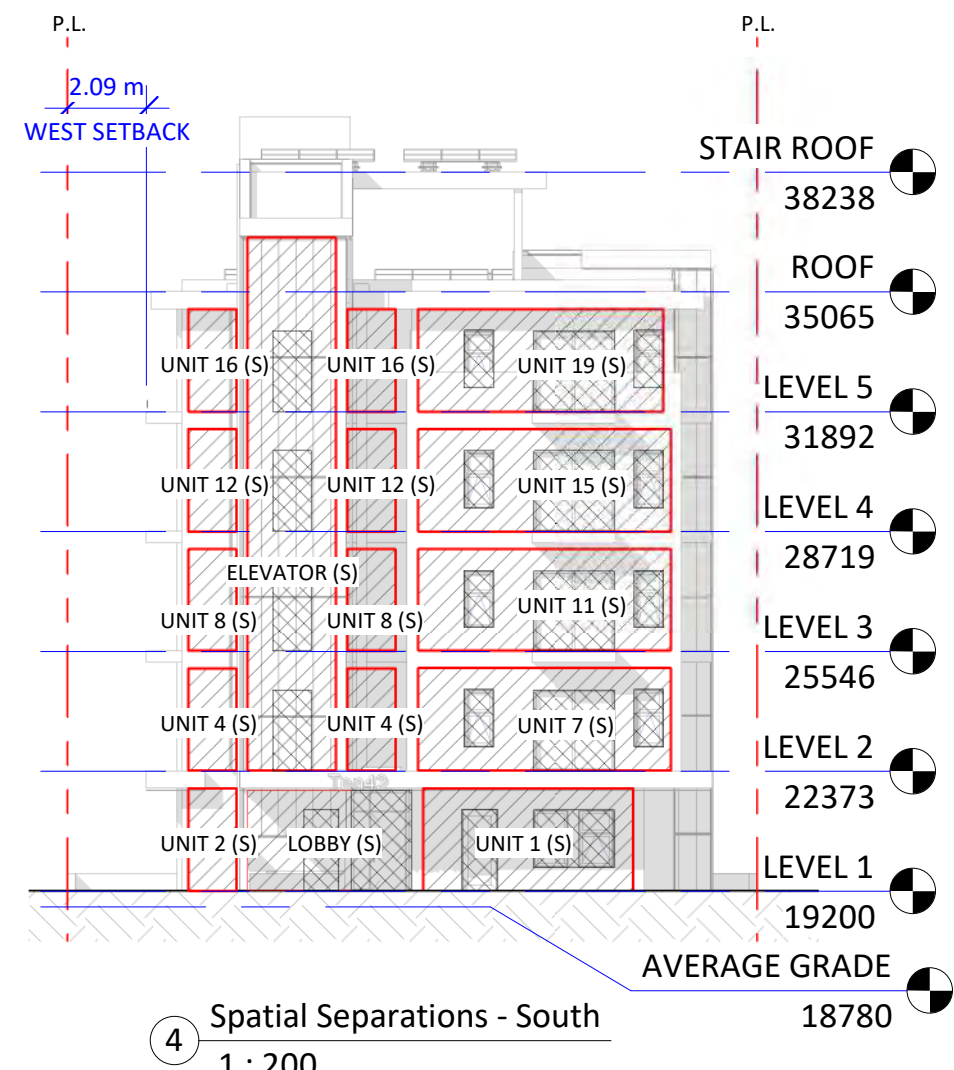 P.L.
P.L.
2.09 m
WEST SETBACK
STAIR ROOF
38238
ROOF
35065
UNIT 16 (S)
UNIT 16 (S)
UNIT 19 (S)
LEVEL 5
31892
UNIT 12 (S)
UNIT 12 (S)
UNIT 15 (S)
LEVEL 4
28719
ELEVATOR (S)
UNIT 8 (S)
UNIT 8 (S)
UNIT 11 (S)
LEVEL 3
25546
UNIT 4 (S)
UNIT 4 (S)
UNIT 7 (S)
LEVEL 2
22373
UNIT 2 (S)
LOBBY (S)
UNIT 1 (S)
LEVEL 1
19200
AVERAGE GRADE
18780
4
Spatial Separations - South
1 : 200